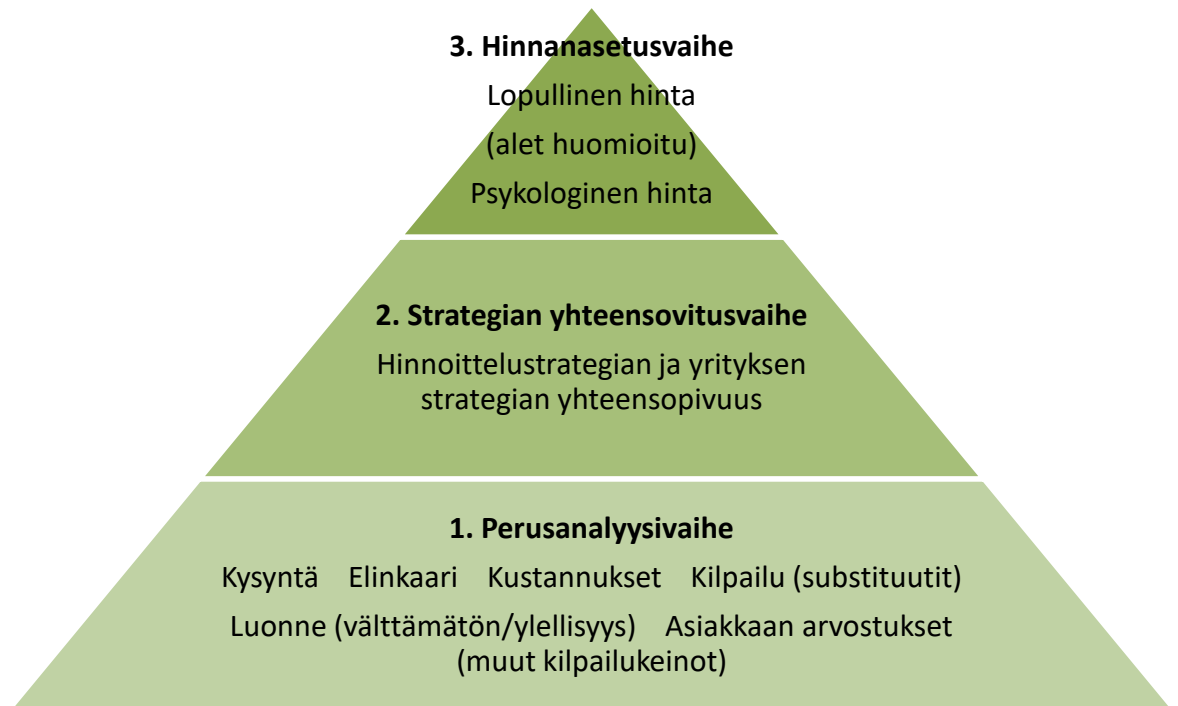 3. Hinnanasetusvaihe
Lopullinen hinta
(alet huomioitu)
Psykologinen hinta
2. Strategian yhteensovitusvaihe
Hinnoittelustrategian ja yrityksen
strategian yhteensopivuus
1. Perusanalyysivaihe
Kysyntä Elinkaari Kustannukset Kilpailu (substituutit)
Luonne (välttämätön/ylellisyys) Asiakkaan arvostukset
(muut kilpailukeinot)